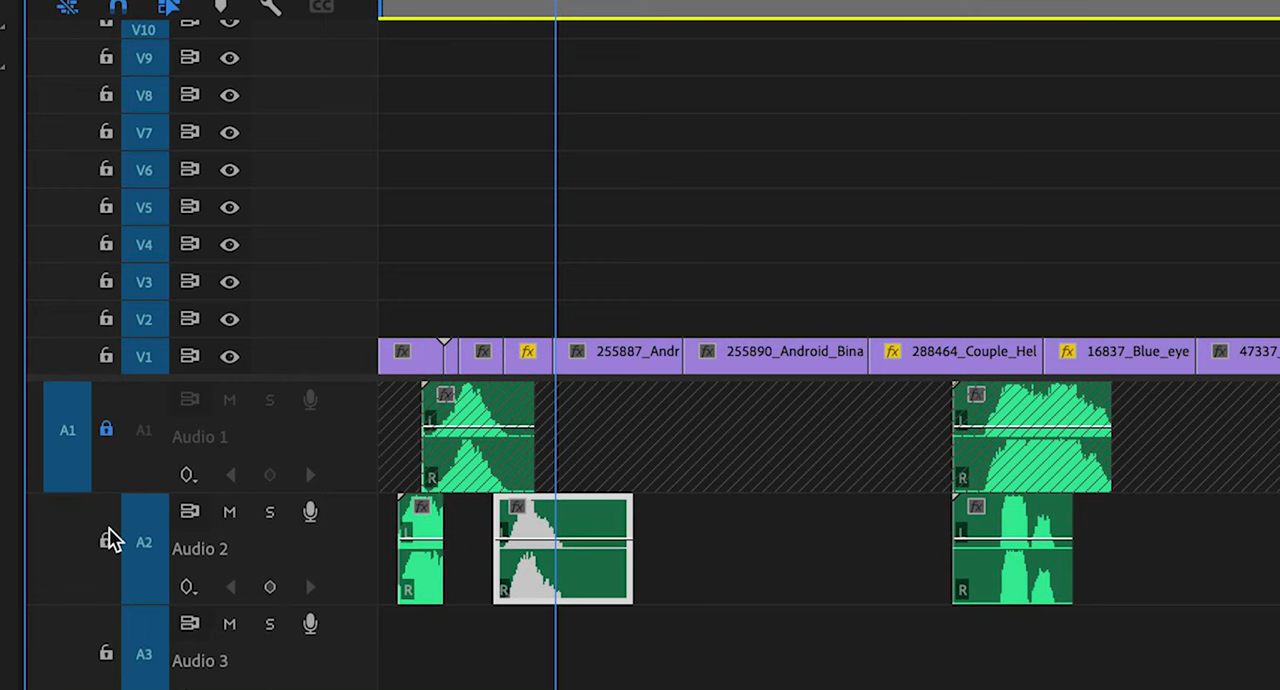 CC
V10
V9
V8
V7
V6
V5
V4
V3
V2
V1
fx fx fx fx 255887_Andr fx 255890_Android_Bina fx 288464_Couple_Hel fx 16837_Blue_eye fx 47337_
A1 A1 M S
Audio 1
fx L R
fx L R
A2 M S
Audio 2
fx L R
fx L R
fx L R
A3 M S
Audio 3